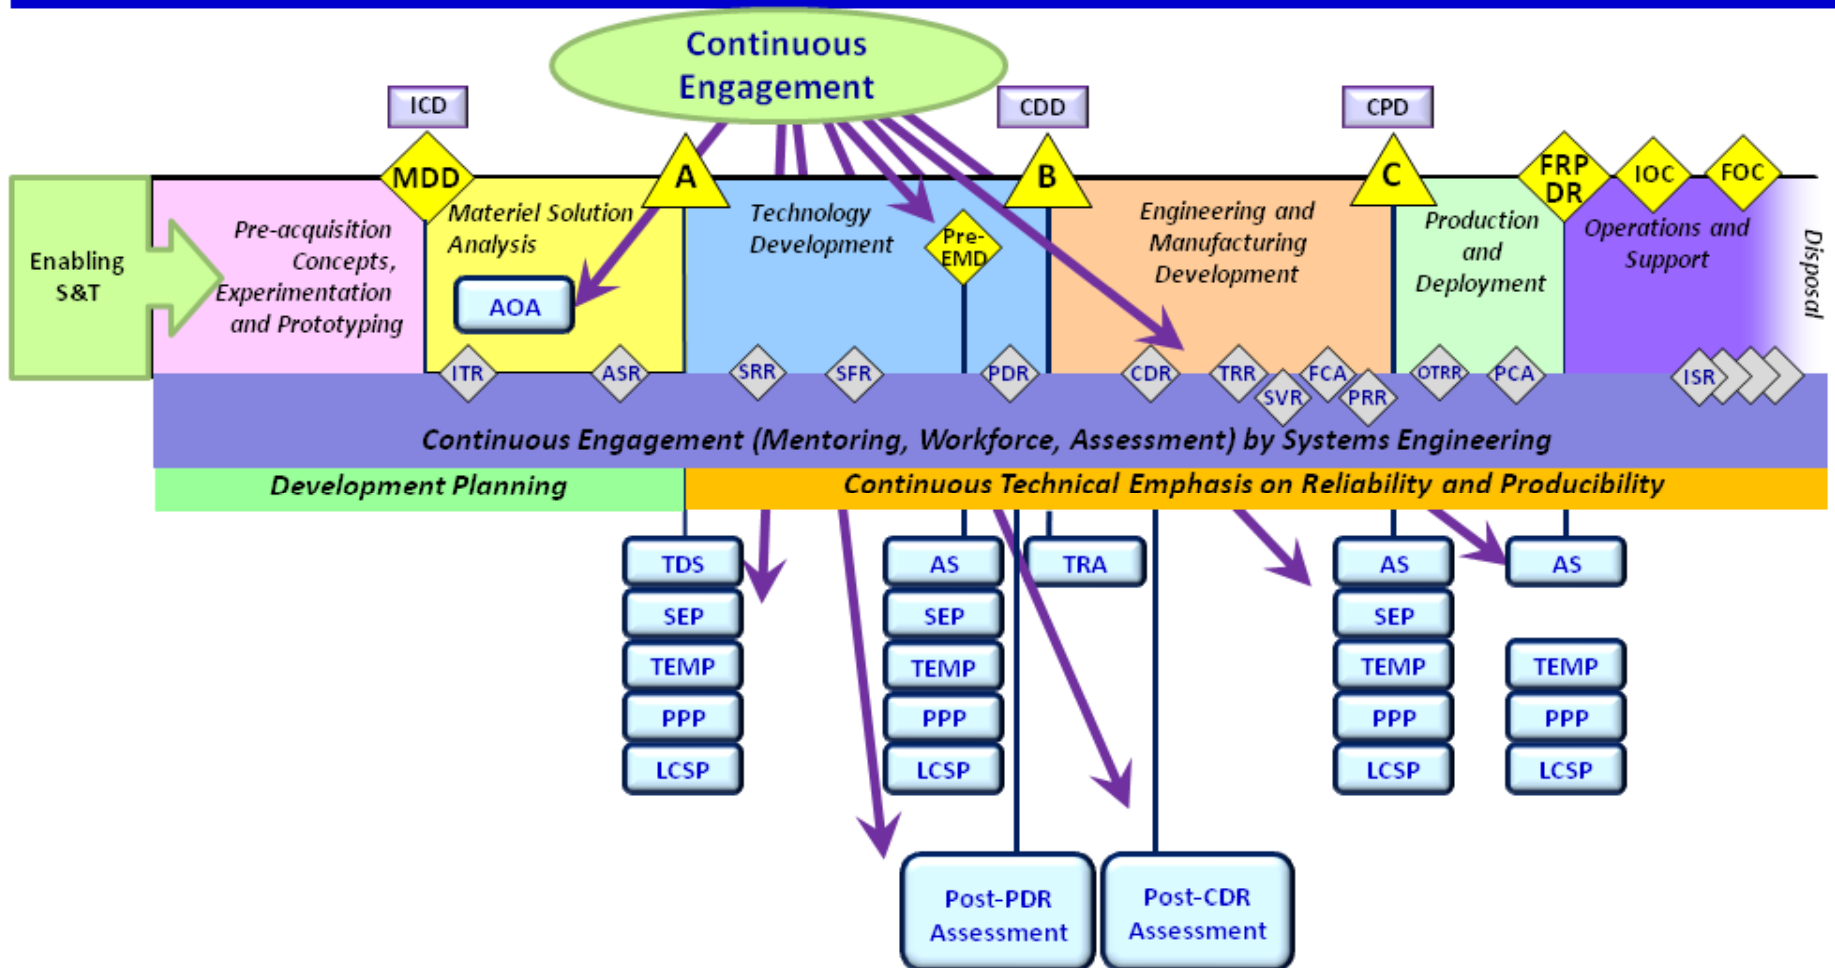 Continuous
Engagement
ICD
CDD
CPD
MDD
A
B
C
FRP
DR
IOC
FOC
Enabling
S&T
Pre-acquisition
Concepts,
Experimentation
and Prototyping
Materiel Solution
Analysis
AOA
Technology
Development
Pre-
EMD
Engineering and
Manufacturing
Development
Production
and
Deployment
Operations and
Support
Disposal
ITR
ASR
SRR
SFR
PDR
CDR
TRR
SVR
FCA
PRR
OTRR
PCA
ISR
Continuous Engagement (Mentoring, Workforce, Assessment) by Systems Engineering
Development Planning
Continuous Technical Emphasis on Reliability and Producibility
TDS
SEP
TEMP
PPP
LCSP
AS
SEP
TEMP
PPP
LCSP
TRA
AS
SEP
TEMP
PPP
LCSP
AS
TEMP
PPP
LCSP
Post-PDR
Assessment
Post-CDR
Assessment